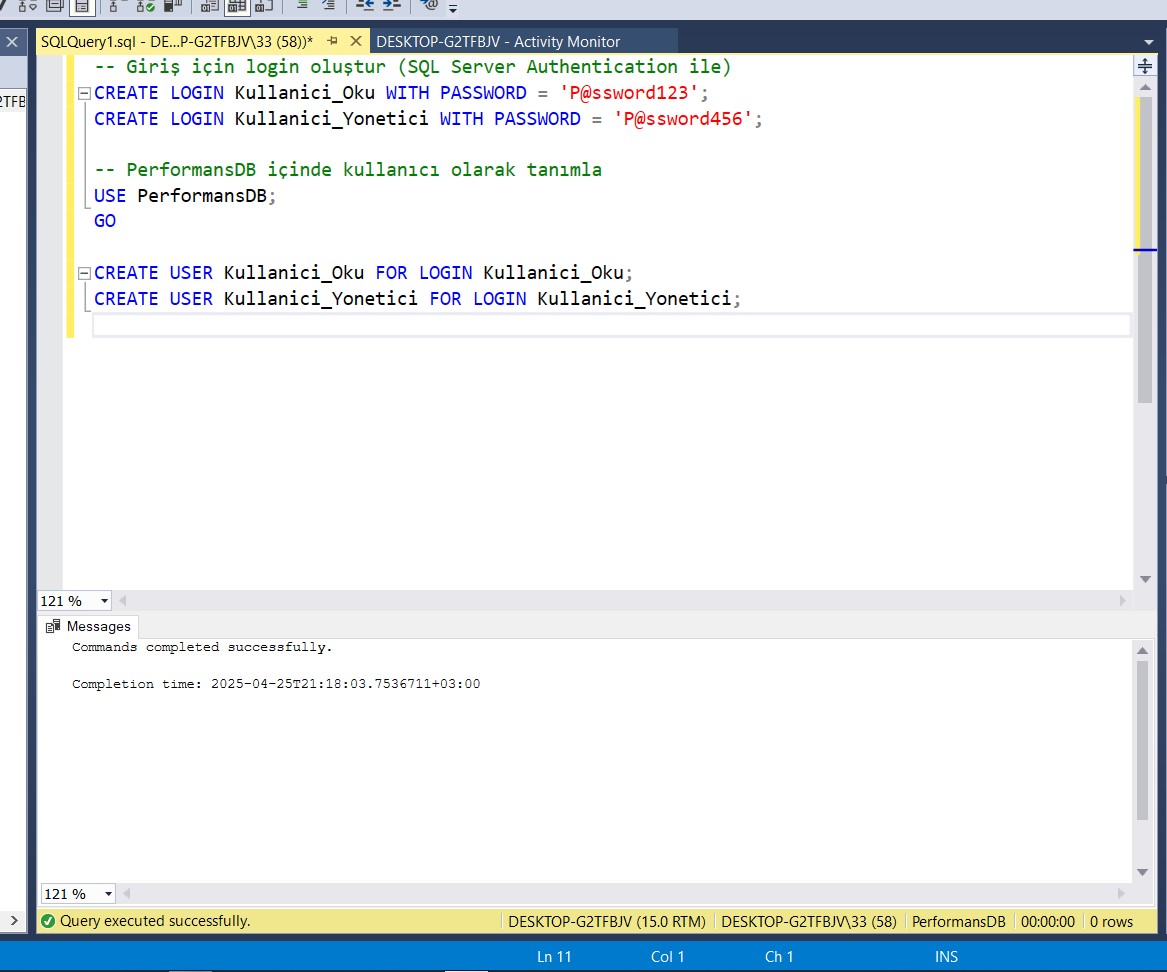 SQLQuery1.sql - DE...P-G2TFBJV\33 (58))*
DESKTOP-G2TFBJV - Activity Monitor
-- Giriş için login oluştur (SQL Server Authentication ile)
CREATE LOGIN Kullanici_Oku WITH PASSWORD = 'P@ssword123';
CREATE LOGIN Kullanici_Yonetici WITH PASSWORD = 'P@ssword456';
-- PerformansDB içinde kullanıcı olarak tanımla
USE PerformansDB;
GO
CREATE USER Kullanici_Oku FOR LOGIN Kullanici_Oku;
CREATE USER Kullanici_Yonetici FOR LOGIN Kullanici_Yonetici;
121 %
Messages
Commands completed successfully.
Completion time: 2025-04-25T21:18:03.7536711+03:00
121 %
Query executed successfully.
DESKTOP-G2TFBJV (15.0 RTM)
DESKTOP-G2TFBJV\33 (58)
PerformansDB
00:00:00
0 rows
Ln 11
Col 1
Ch 1
INS